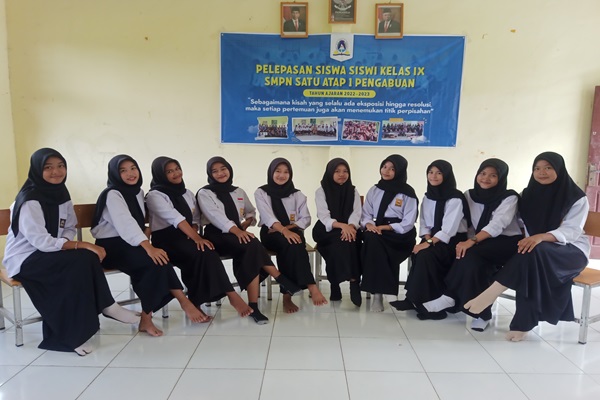 PELEPASAN SISWA SISWI KELAS IX
SMPN SATU ATAP 1 PENGABUAN
TAHUN AJARAN 2022-2023
"Sebagaimana kisah yang selalu ada eksposisi hingga resolusi,
maka setiap pertemuan juga akan menemukan titik perpisahan"